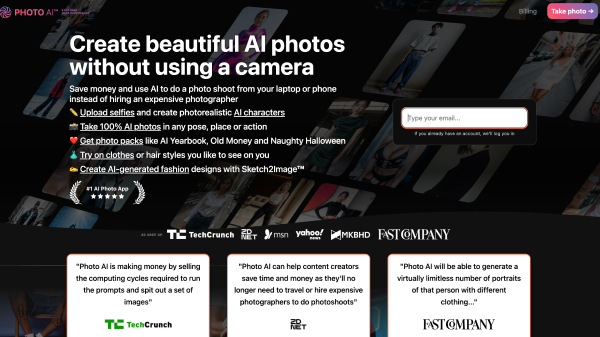 PHOTO AI™
Billing
Take photo →
Create beautiful AI photos
without using a camera
Save money and use AI to do a photo shoot from your laptop or phone
instead of hiring an expensive photographer
✏️ Upload selfies and create photorealistic AI characters
📸 Take 100% AI photos in any pose, place or action
❤️ Get photo packs like AI Yearbook, Old Money and Naughty Halloween
👗 Try on clothes or hair styles you like to see on you
Create AI-generated fashion designs with Sketch2Image™
Type your email...
If you already have an account, we'll log you in
#1 AI Photo App
★★★★★
as seen on
TC TechCrunch
ZDNET
msn
yahoo!
news
MKBHD
FAST COMPANY
"Photo AI is making money by selling
the computing cycles required to
run the prompts and spit out a set of
images"
TC TechCrunch
"Photo AI can help content creators
save time and money as they'll no
longer need to travel or hire expensive
photographers to do photoshoots"
ZDNET
"Photo AI will be able to generate a
virtually limitless number of portraits
of that person with different
clothing..."
FAST COMPANY